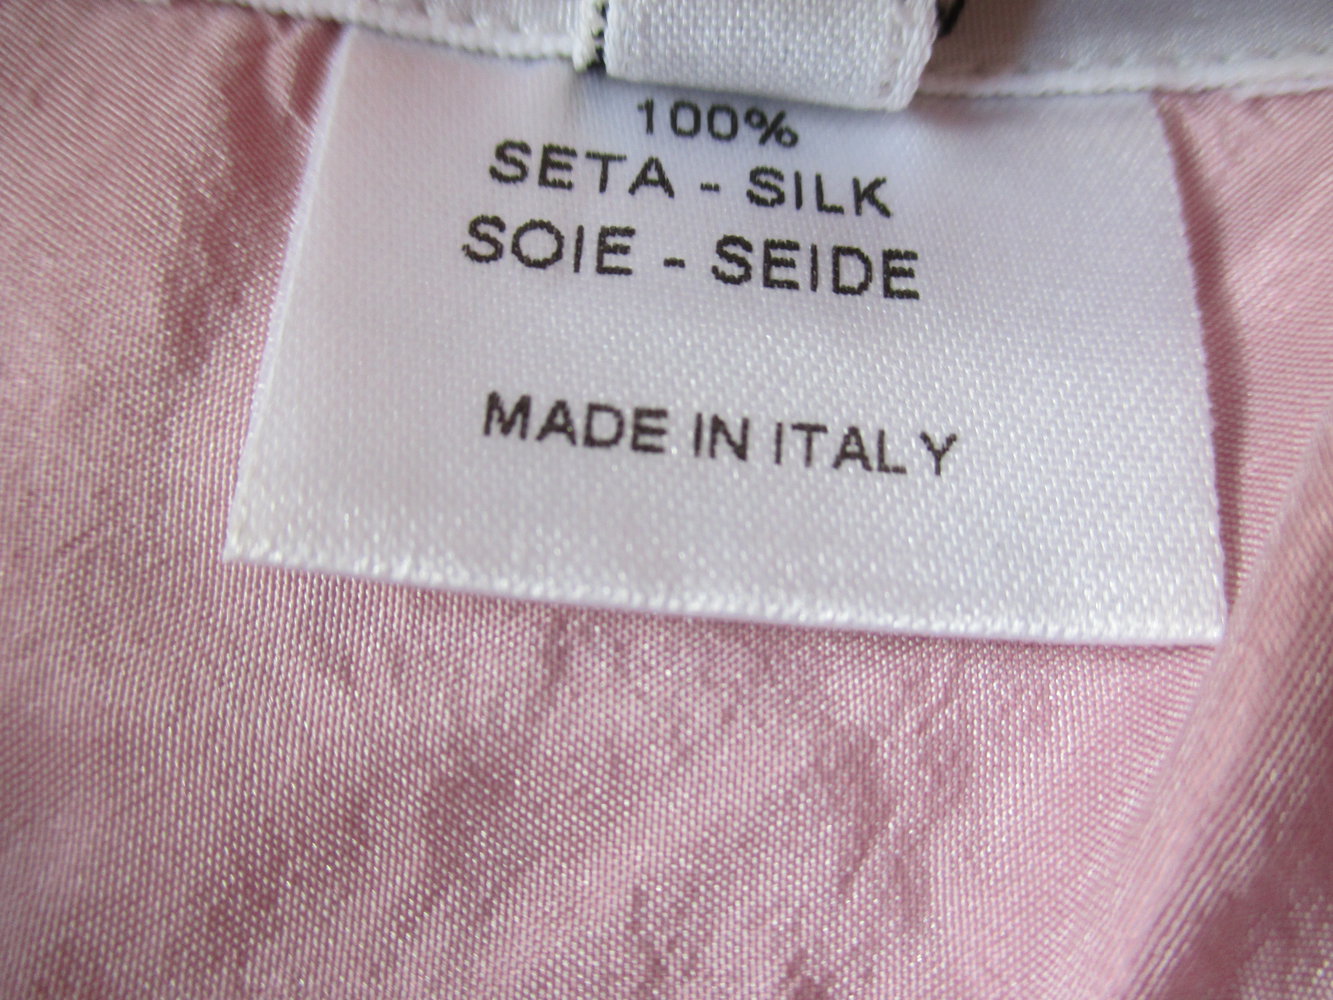 100%
SETA - SILK
SOIE - SEIDE
MADE IN ITALY